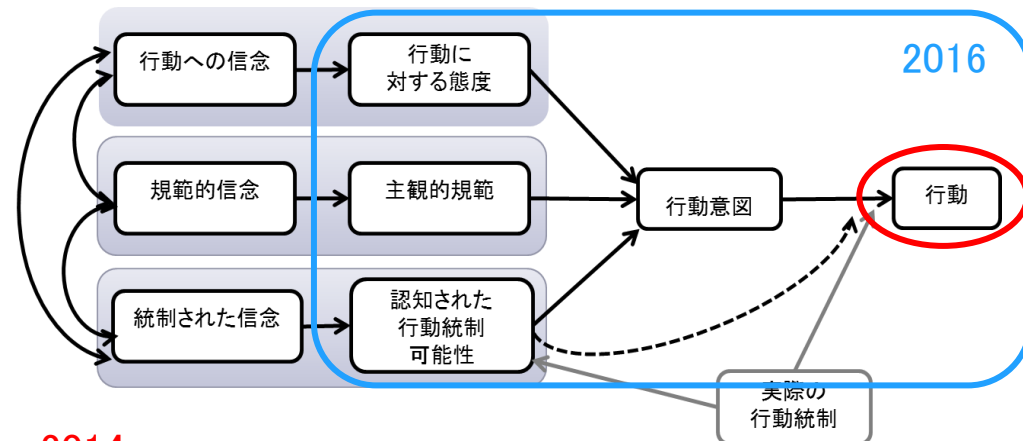 2016
行動への信念
行動に
対する態度
規範的信念
主観的規範
行動意図
行動
統制された信念
認知された
行動統制
可能性
実際の
行動統制